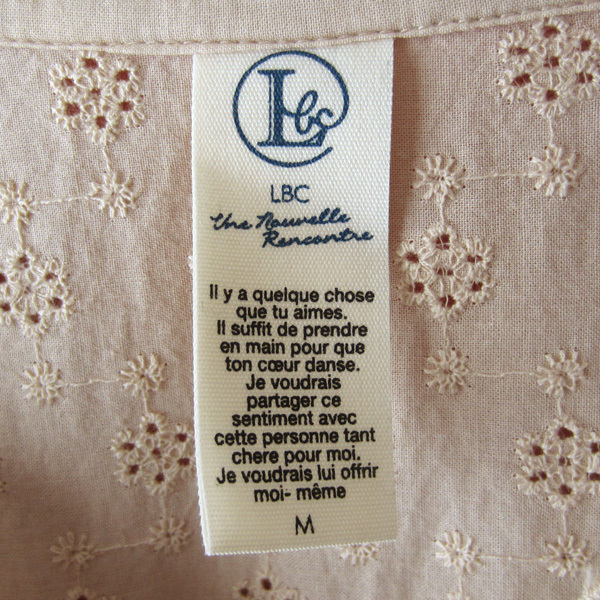 Lbc
LBC
Une Nouvelle
Rencontre
Il y a quelque chose
que tu aimes.
Il suffit de prendre
en main pour que
ton cœur danse.
Je voudrais
partager ce
sentiment avec
cette personne tant
chere pour moi.
Je voudrais lui offrir
moi- même
M